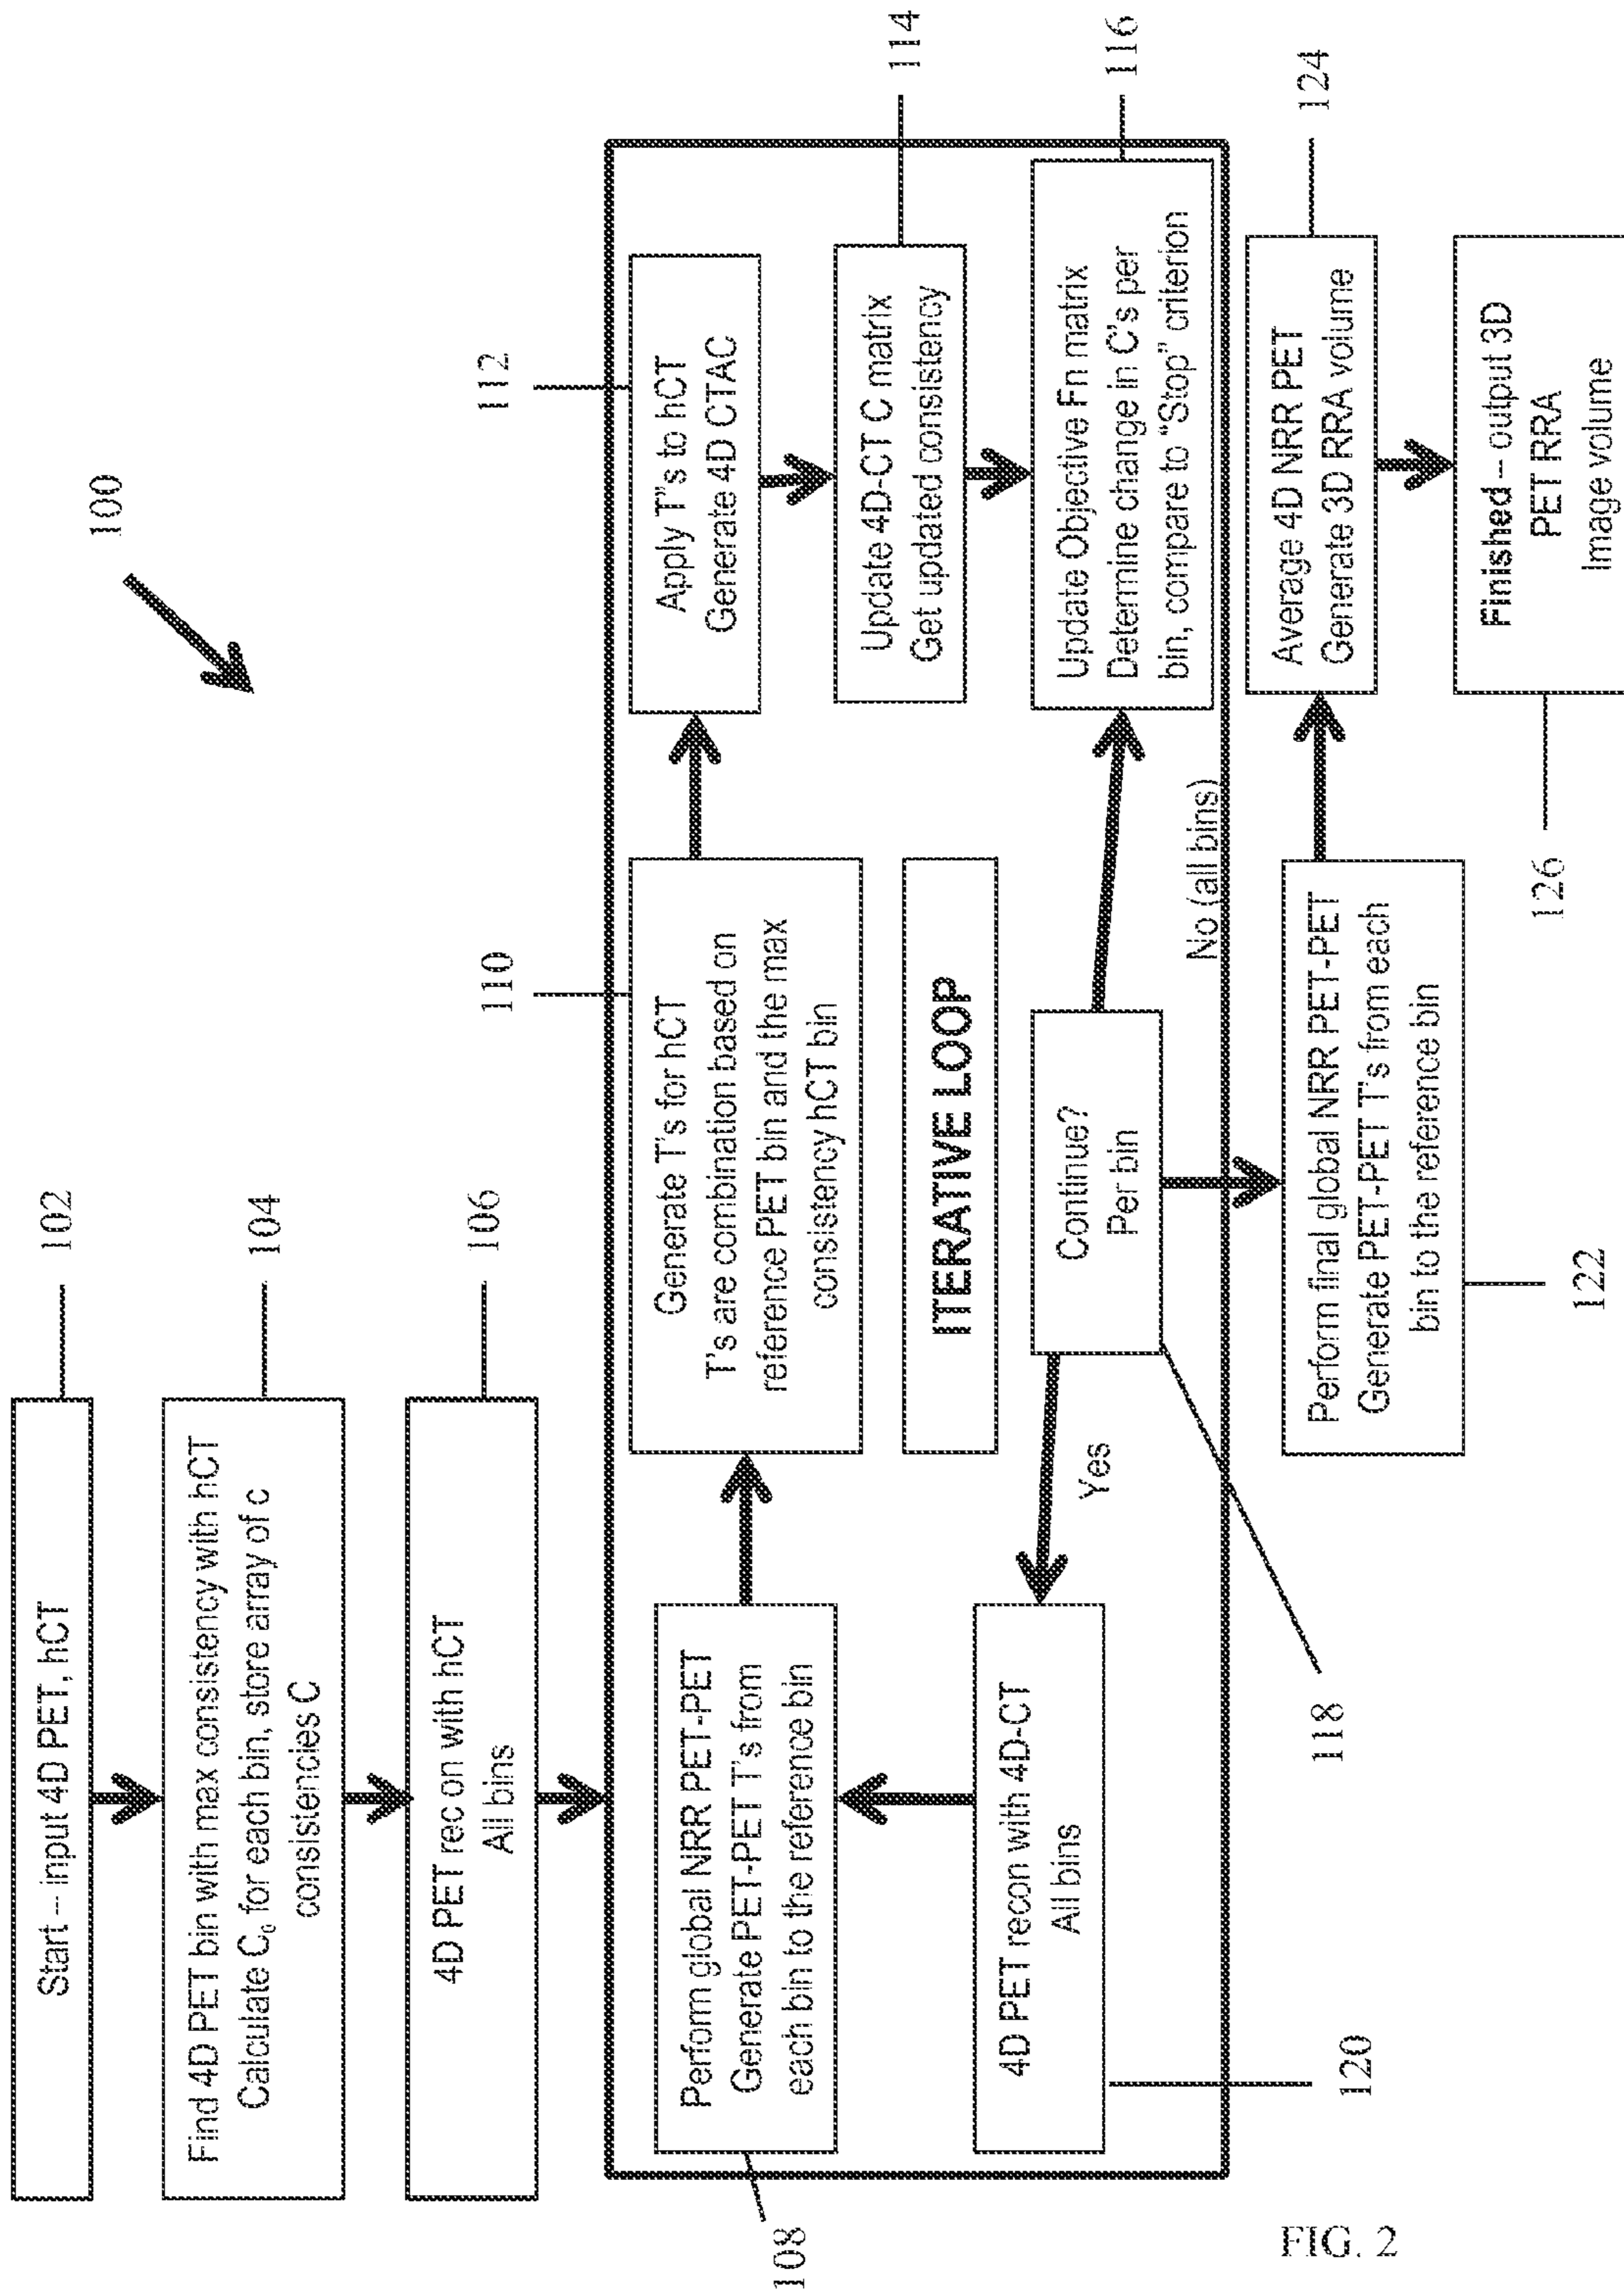 100
Start – input 4D PET, hCT
102
Find 4D PET bin with max consistency with hCT
Calculate C₀ for each bin, store array of c
consistencies C
104
4D PET rec on with hCT
All bins
106
Perform global NRR PET-PET
Generate PET-PET T's from
each bin to the reference bin
108
Generate T's for hCT
T's are combination based on
reference PET bin and the max
consistency hCT bin
110
Apply T"s to hCT
Generate 4D CTAC
112
Update 4D-CT C matrix
Get updated consistency
114
ITERATIVE LOOP
Update Objective Fn matrix
Determine change in C's per
bin, compare to "Stop" criterion
116
Continue?
Per bin
118
Yes
No (all bins)
4D PET recon with 4D-CT
All bins
120
Perform final global NRR PET-PET
Generate PET-PET T's from each
bin to the reference bin
122
Average 4D NRR PET
Generate 3D RRA volume
124
Finished – output 3D
PET RRA
Image volume
126
FIG. 2